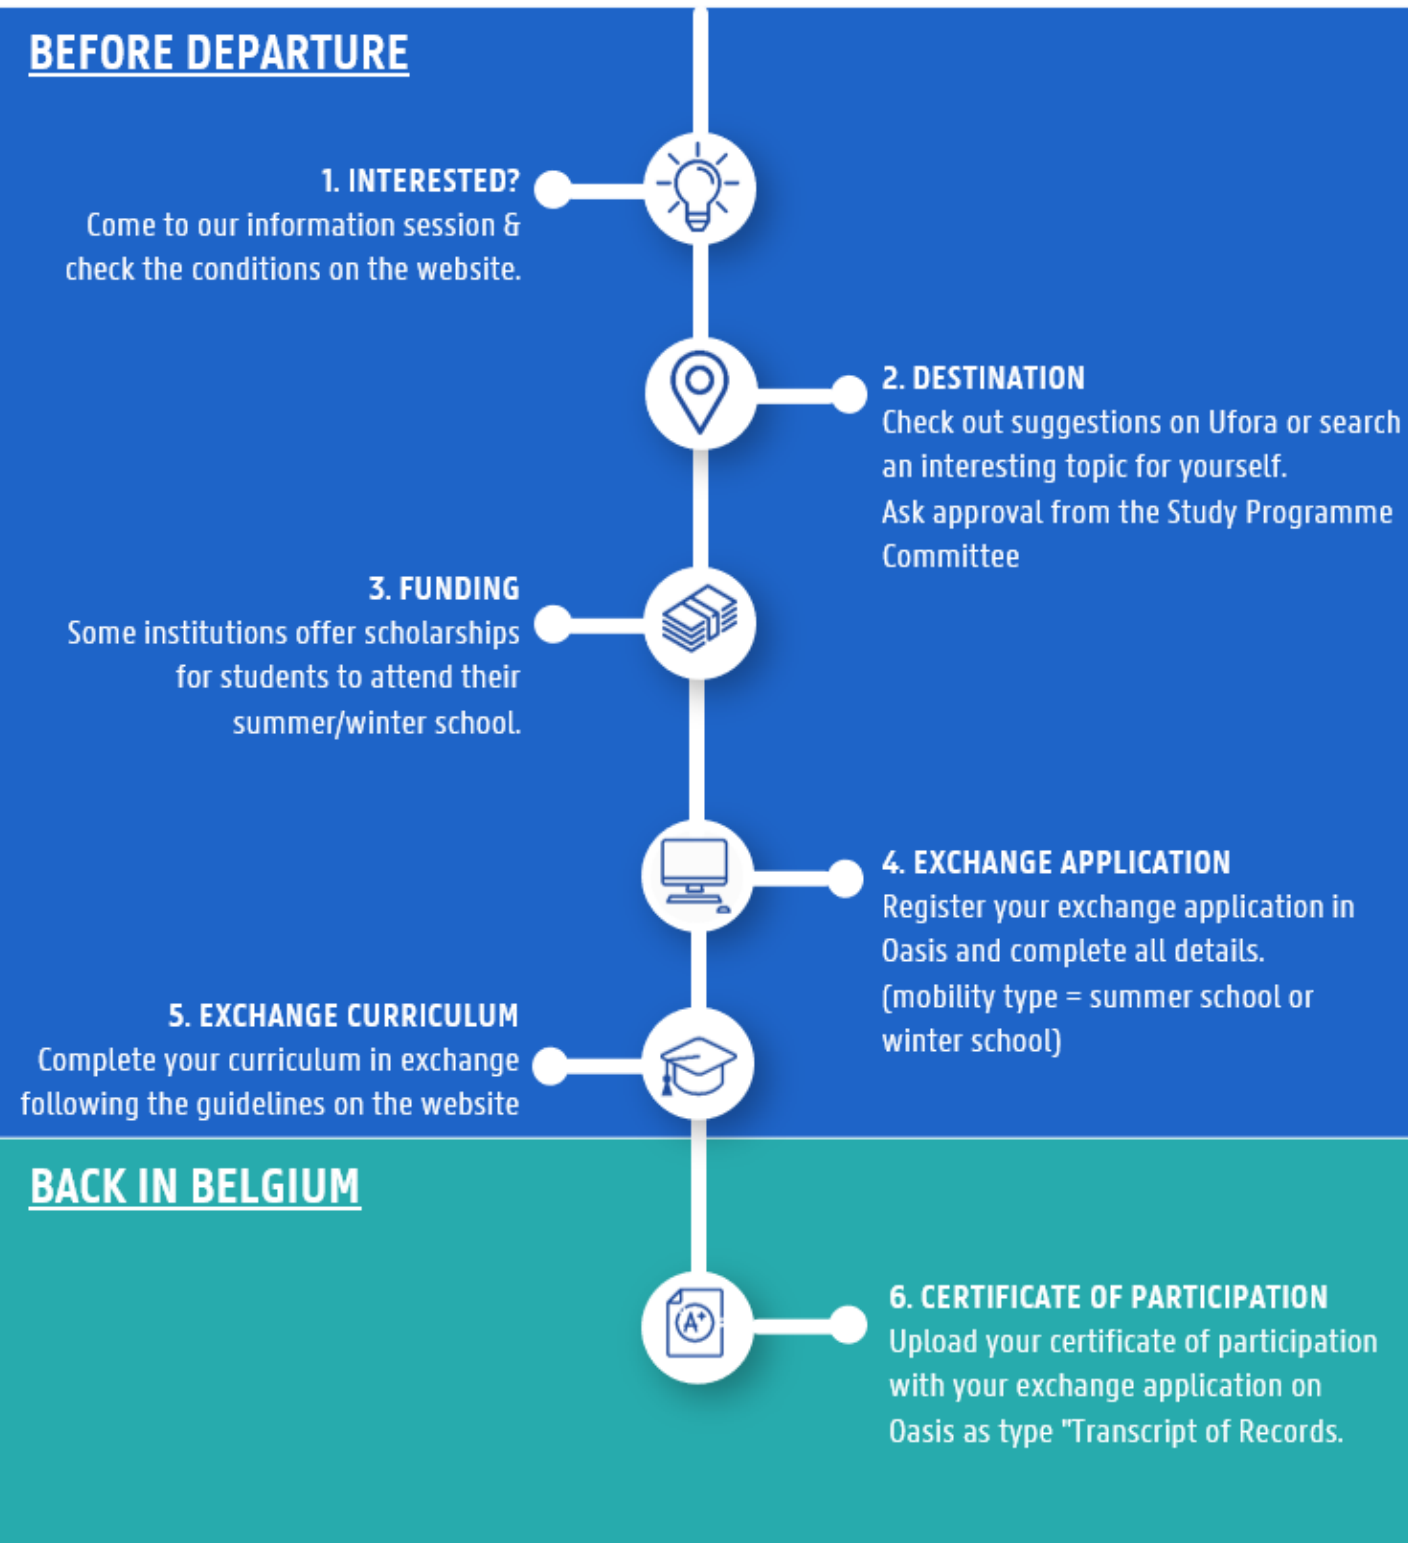 BEFORE DEPARTURE
1. INTERESTED?
Come to our information session &
check the conditions on the website.
2. DESTINATION
Check out suggestions on Ufora or search
an interesting topic for yourself.
Ask approval from the Study Programme
Committee
3. FUNDING
Some institutions offer scholarships
for students to attend their
summer/winter school.
4. EXCHANGE APPLICATION
Register your exchange application in
Oasis and complete all details.
(mobility type = summer school or
winter school)
5. EXCHANGE CURRICULUM
Complete your curriculum in exchange
following the guidelines on the website
BACK IN BELGIUM
A+
6. CERTIFICATE OF PARTICIPATION
Upload your certificate of participation
with your exchange application on
Oasis as type "Transcript of Records.